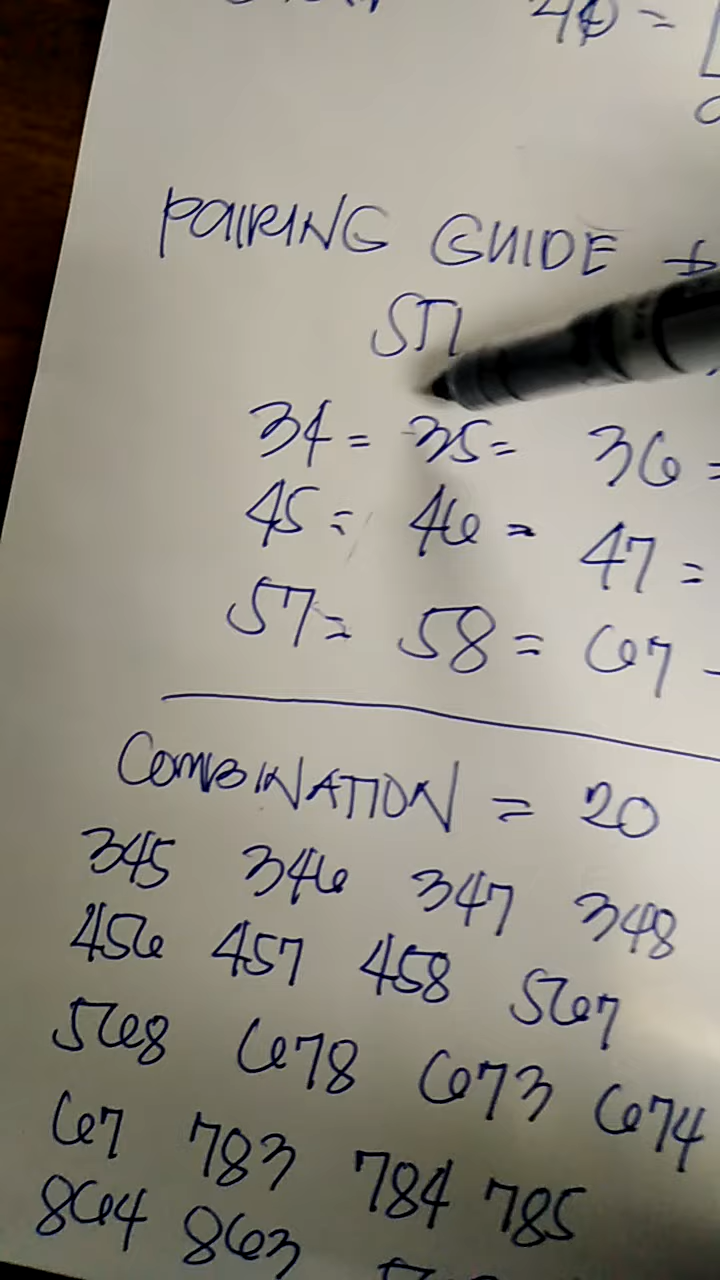 40 =
PAIRING GUIDE +
STL
34 = 35 = 36 =
45 = 46 = 47 =
57 = 58 = 67 -
COMBINATION = 20
345 346 347 348
456 457 458 567
568 678 673 674
67 783 784 785
864 863